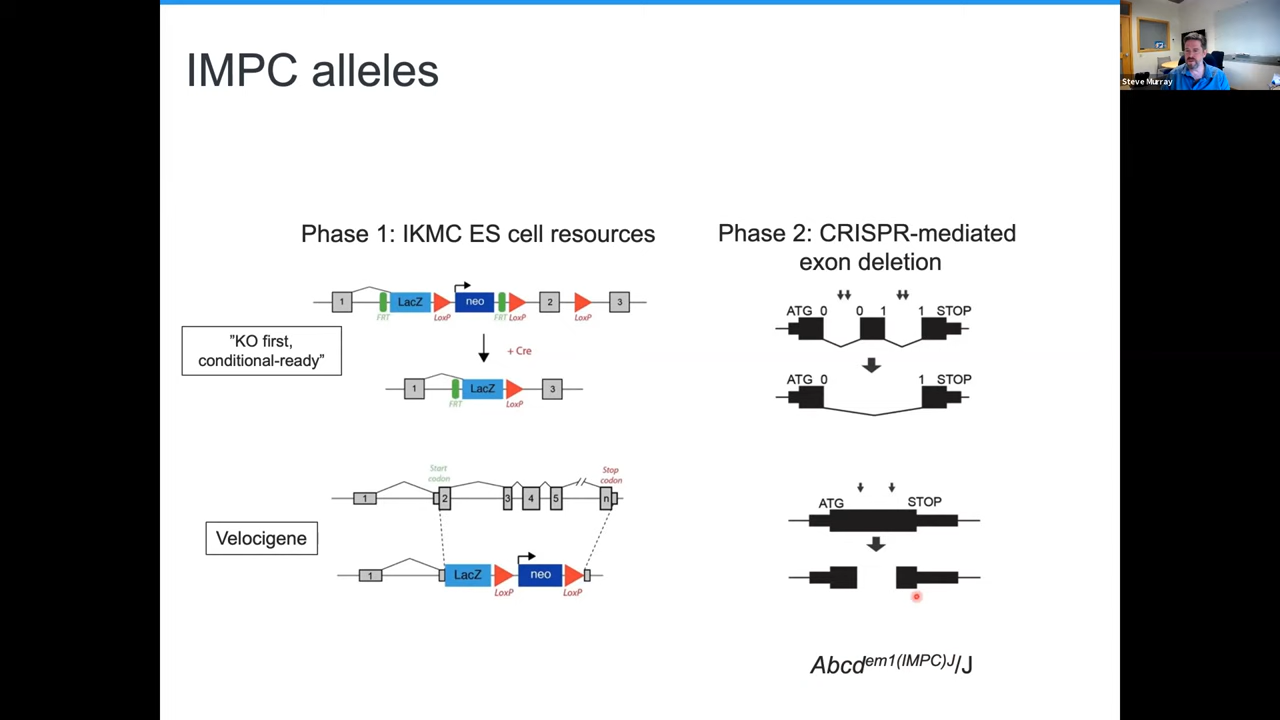 IMPC alleles
Steve Murray
Phase 1: IKMC ES cell resources
1 LacZ neo 2 3
FRT LoxP FRT LoxP LoxP
"KO first,
conditional-ready”
+ Cre
1 LacZ 3
FRT LoxP
Start
codon
Stop
codon
1 2 3 4 5 n
Velocigene
1 LacZ neo
LoxP LoxP
Phase 2: CRISPR-mediated
exon deletion
ATG 0 0 1 1 STOP
ATG 0 1 STOP
ATG STOP
Abcdem1(IMPC)J/J